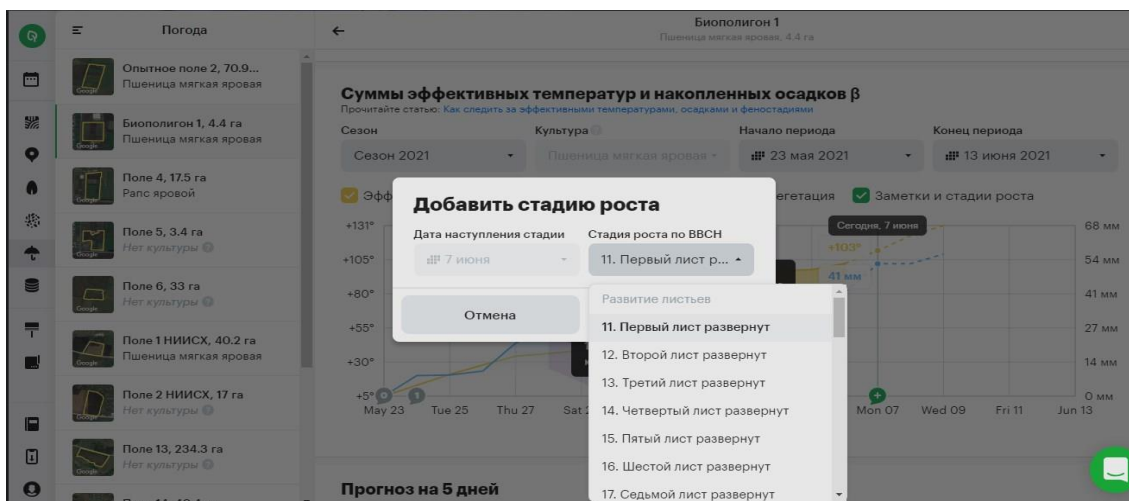 Погода
Опытное поле 2, 70.9...
Пшеница мягкая яровая
Биополигон 1, 4.4 га
Пшеница мягкая яровая
Поле 4, 17.5 га
Рапс яровой
Поле 5, 3.4 га
Нет культуры
Поле 6, 33 га
Нет культуры
Поле 1 НИИСХ, 40.2 га
Пшеница мягкая яровая
Поле 2 НИИСХ, 17 га
Нет культуры
Поле 13, 234.3 га
Нет культуры
Биополигон 1
Пшеница мягкая яровая, 4.4 га
Суммы эффективных температур и накопленных осадков β
Прочитайте статью: Как следить за эффективными температурами, осадками и феностадиями
Сезон Культура Начало периода Конец периода
Сезон 2021 Пшеница мягкая яровая 23 мая 2021 13 июня 2021
Заметки и стадии роста
Добавить стадию роста
Дата наступления стадии Стадия роста по BBCH
7 июня 11. Первый лист р...
Отмена
Развитие листьев
11. Первый лист развернут
12. Второй лист развернут
13. Третий лист развернут
14. Четвертый лист развернут
15. Пятый лист развернут
16. Шестой лист развернут
17. Седьмой лист развернут
Сегодня, 7 июня
+103°
41 мм
+131° 68 мм
+105° 54 мм
+80° 41 мм
+55° 27 мм
+30° 14 мм
+5° 0 1 0 мм
May 23 Tue 25 Thu 27 Mon 07 Wed 09 Fri 11 Jun 13
Прогноз на 5 дней